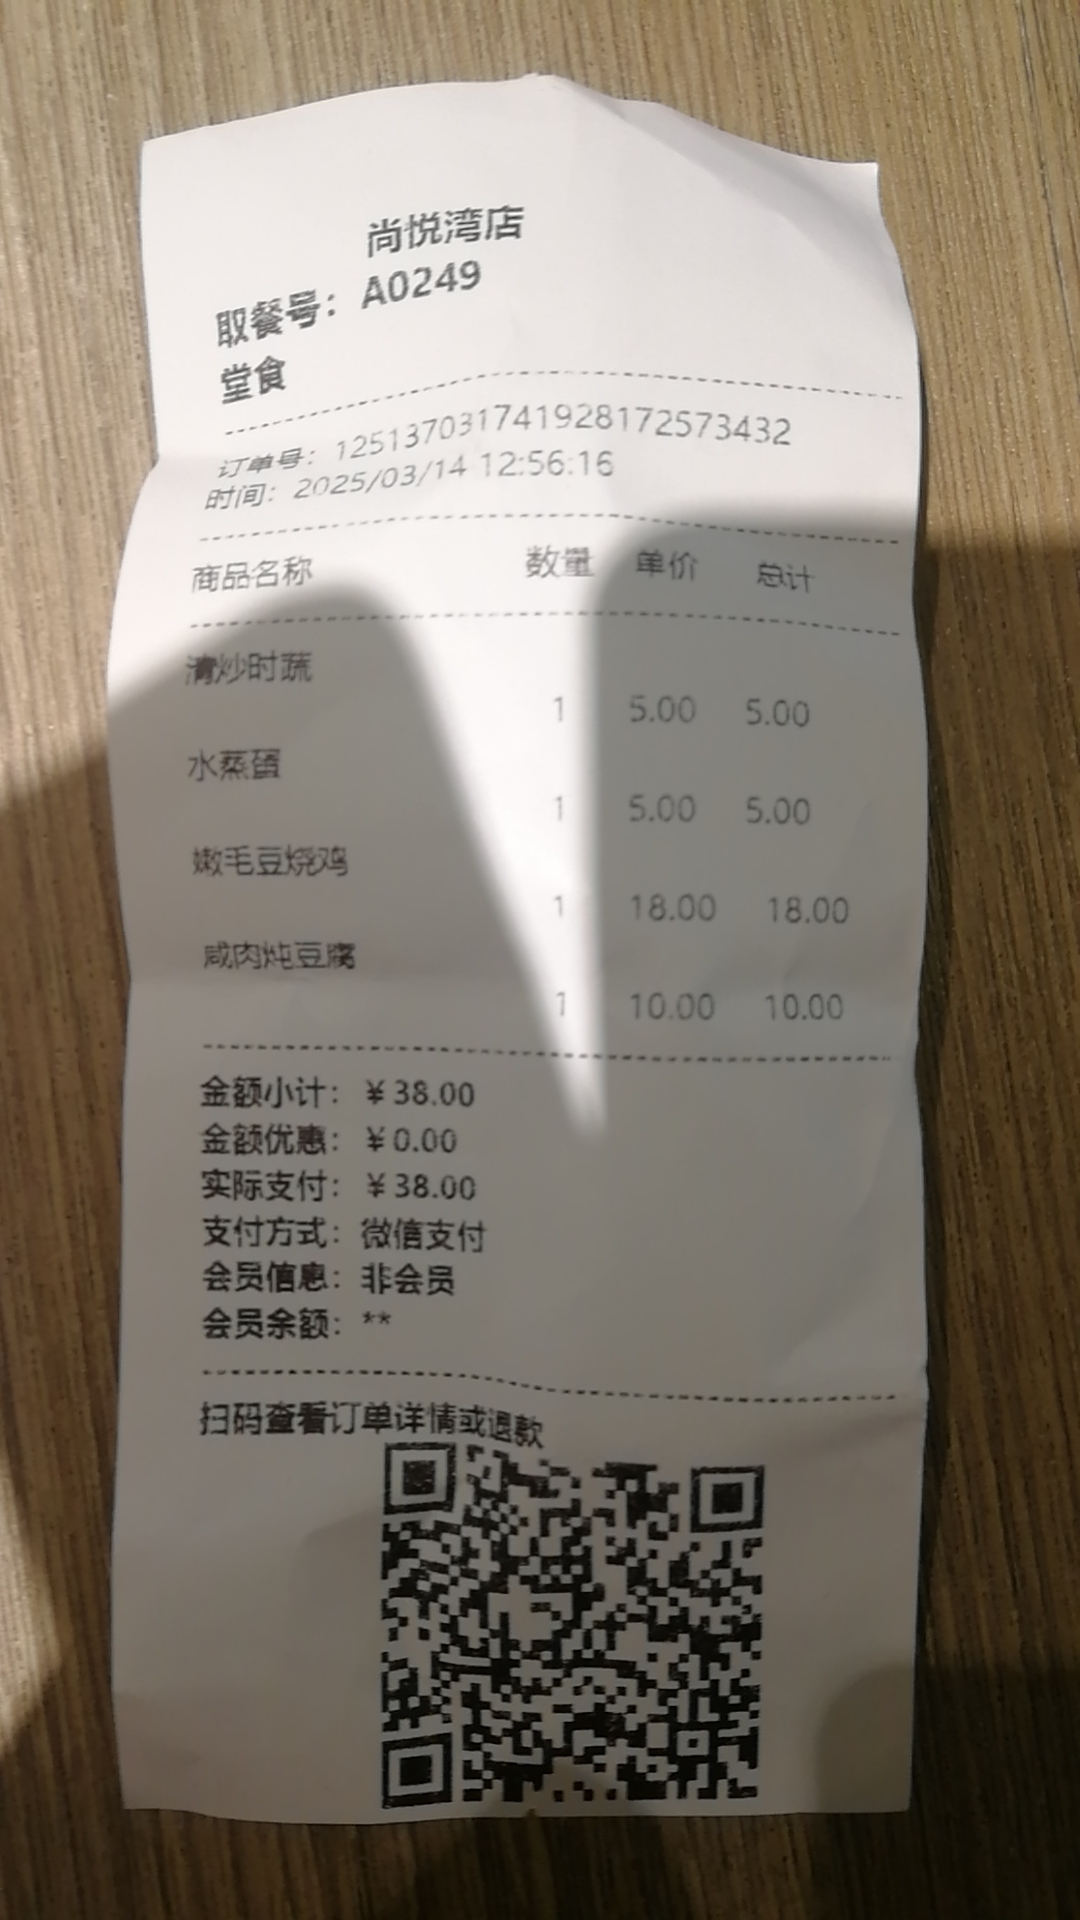 尚悦湾店
取餐号：A0249
堂食
订单号：125137031741928172573432
时间：2025/03/14 12:56:16
商品名称 数量 单价 总计
清炒时蔬
1 5.00 5.00
水蒸蛋
1 5.00 5.00
嫩毛豆烧鸡
1 18.00 18.00
咸肉炖豆腐
1 10.00 10.00
金额小计：￥38.00
金额优惠：￥0.00
实际支付：￥38.00
支付方式：微信支付
会员信息：非会员
会员余额：**
扫码查看订单详情或退款